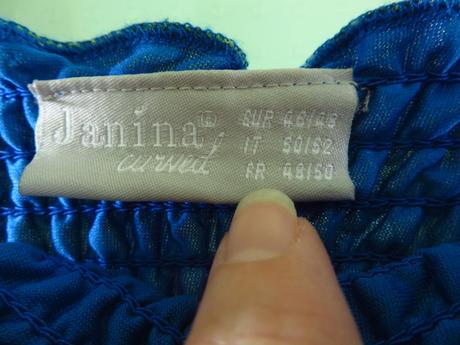 Janina®
curved
EUR 46/48
IT 50/52
FR 48/50